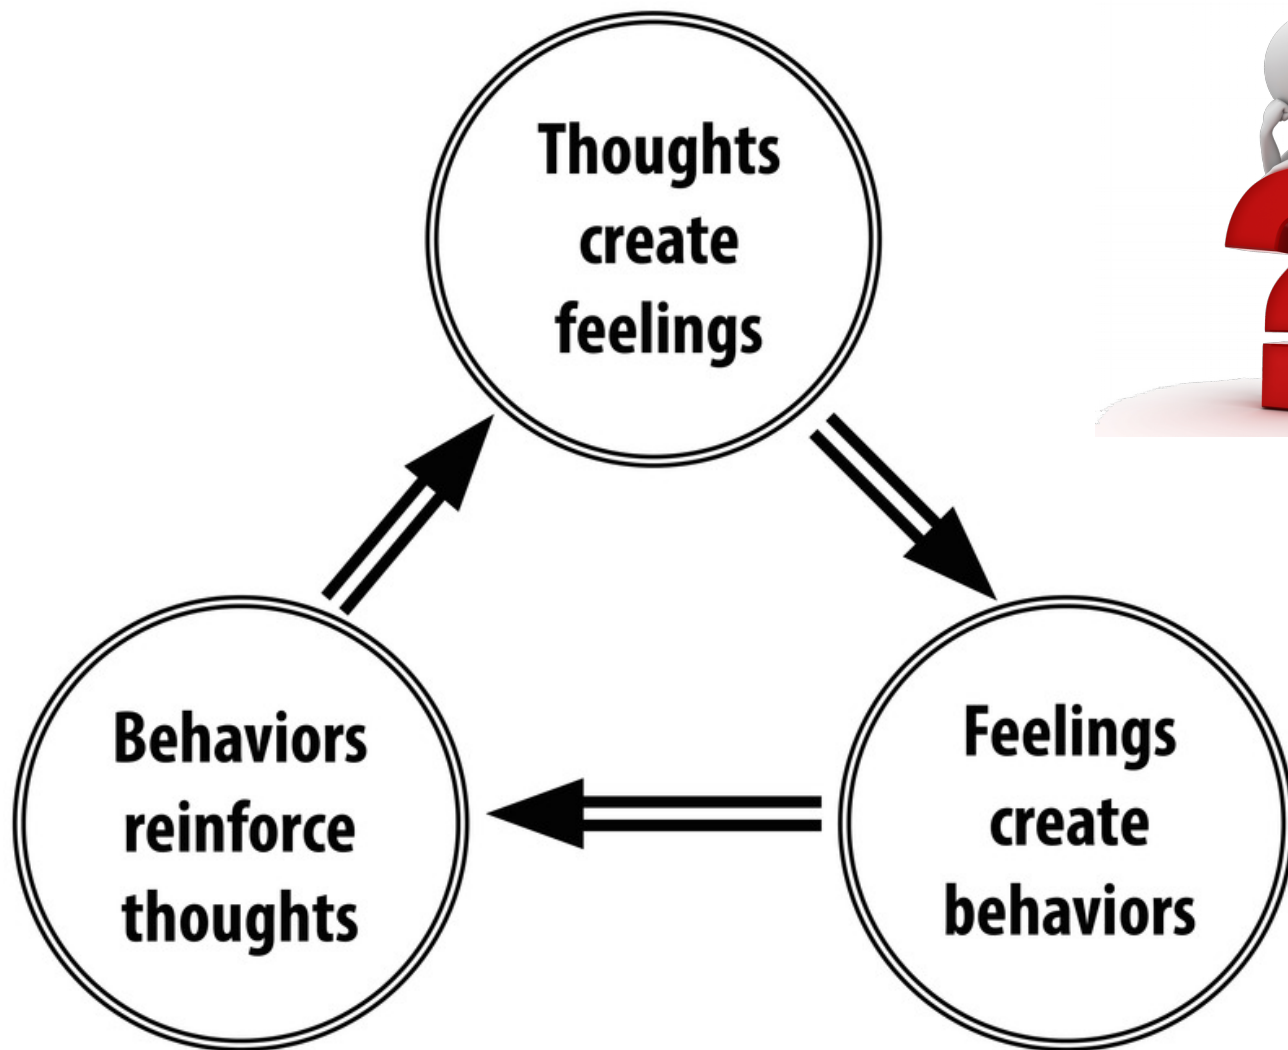 Thoughts
create
feelings
Behaviors
reinforce
thoughts
Feelings
create
behaviors